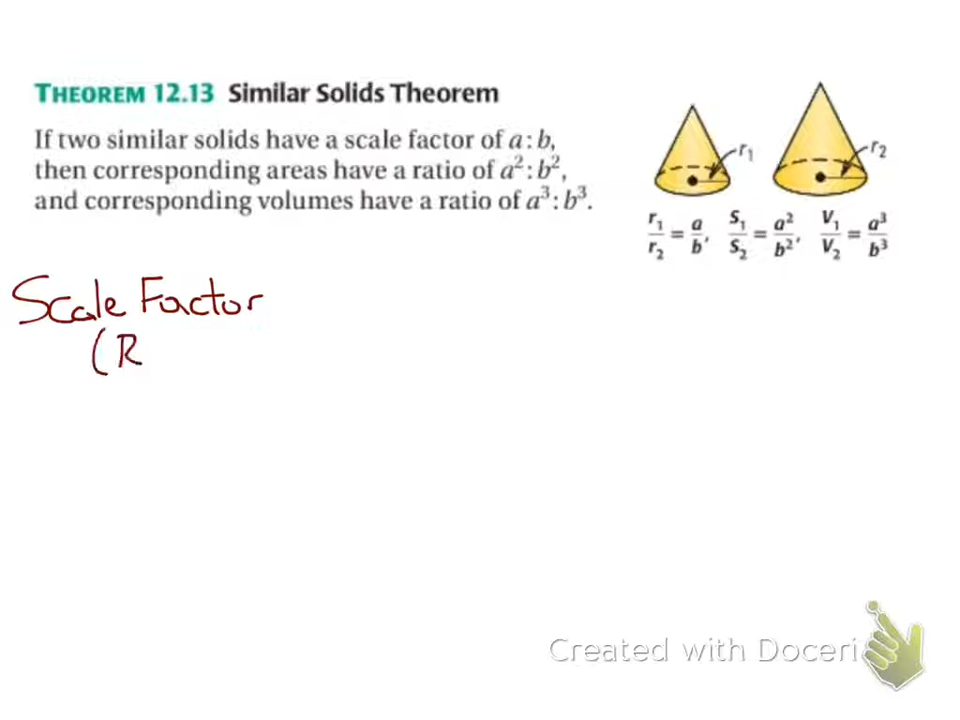 THEOREM 12.13 Similar Solids Theorem
If two similar solids have a scale factor of a : b,
then corresponding areas have a ratio of a² : b²,
and corresponding volumes have a ratio of a³ : b³.
r₁ r₂
r₁/r₂ = a/b, S₁/S₂ = a²/b², V₁/V₂ = a³/b³
Scale Factor
(R
Created with Doceri